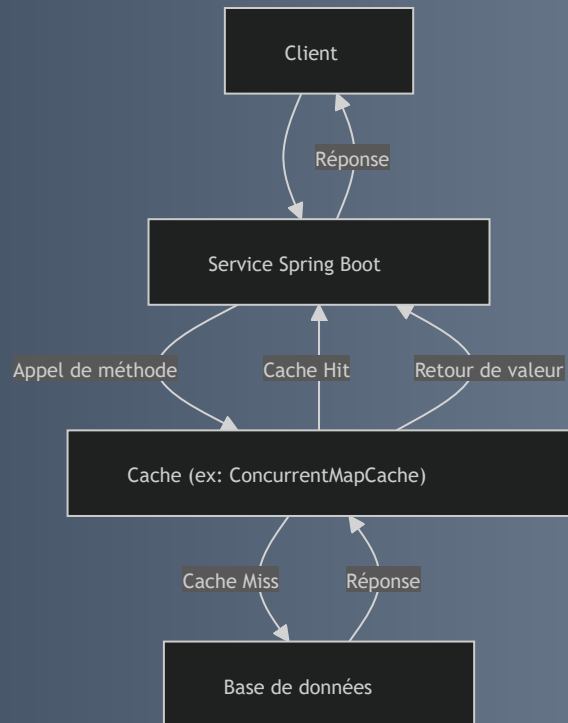 Client
Réponse
Service Spring Boot
Appel de méthode
Cache Hit
Retour de valeur
Cache (ex: ConcurrentMapCache)
Cache Miss
Réponse
Base de données